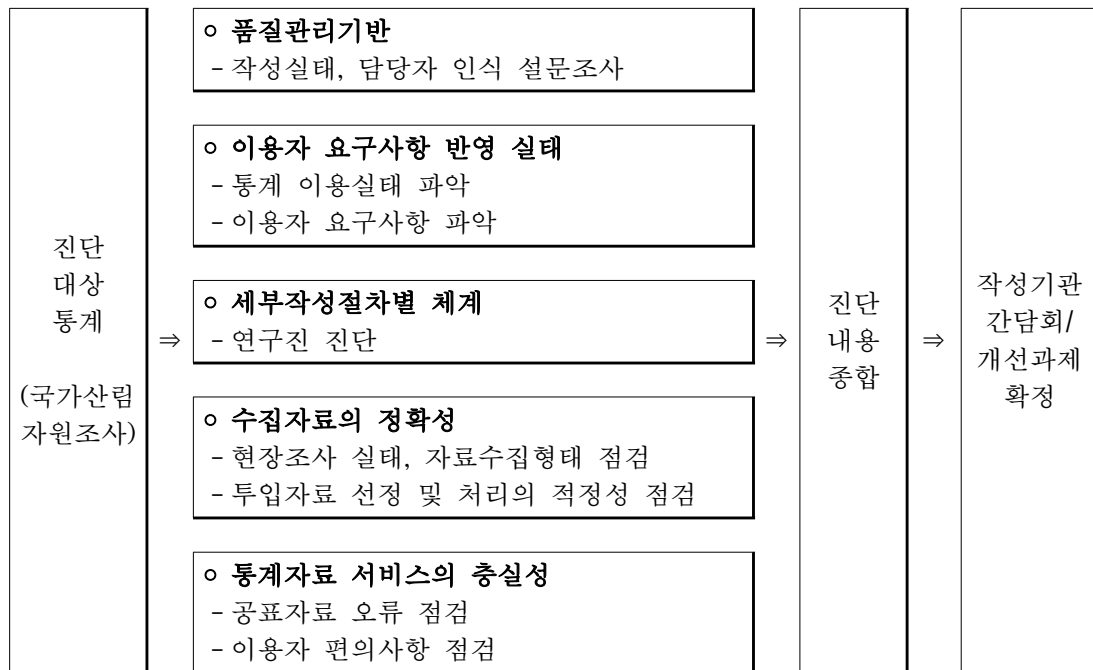 진단
대상
통계
(국가산림
자원조사)
⇒
○ 품질관리기반
- 작성실태, 담당자 인식 설문조사
○ 이용자 요구사항 반영 실태
- 통계 이용실태 파악
- 이용자 요구사항 파악
○ 세부작성절차별 체계
- 연구진 진단
○ 수집자료의 정확성
- 현장조사 실태, 자료수집형태 점검
- 투입자료 선정 및 처리의 적정성 점검
○ 통계자료 서비스의 충실성
- 공표자료 오류 점검
- 이용자 편의사항 점검
⇒
진단
내용
종합
⇒
작성기관
간담회/
개선과제
확정